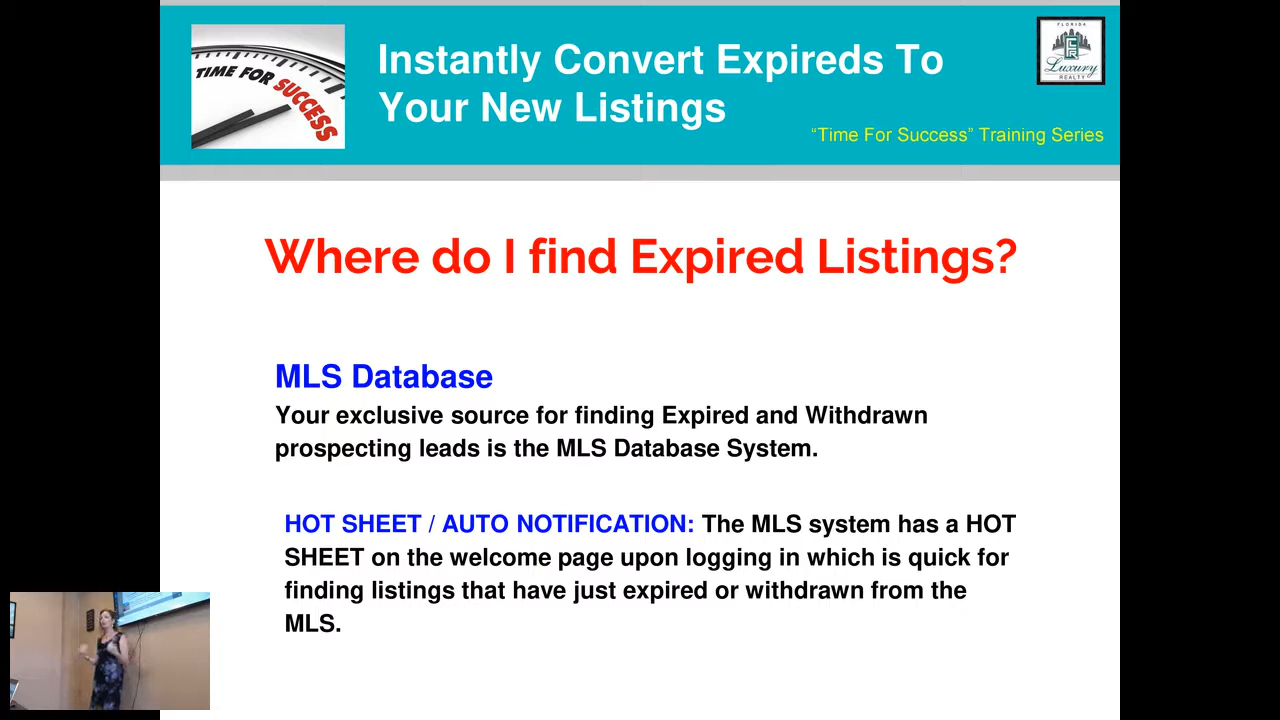 TIME FOR SUCCESS
Instantly Convert Expireds To
Your New Listings
FLORIDA
Luxury
REALTY
“Time For Success” Training Series
Where do I find Expired Listings?
MLS Database
Your exclusive source for finding Expired and Withdrawn
prospecting leads is the MLS Database System.
HOT SHEET / AUTO NOTIFICATION: The MLS system has a HOT
SHEET on the welcome page upon logging in which is quick for
finding listings that have just expired or withdrawn from the
MLS.